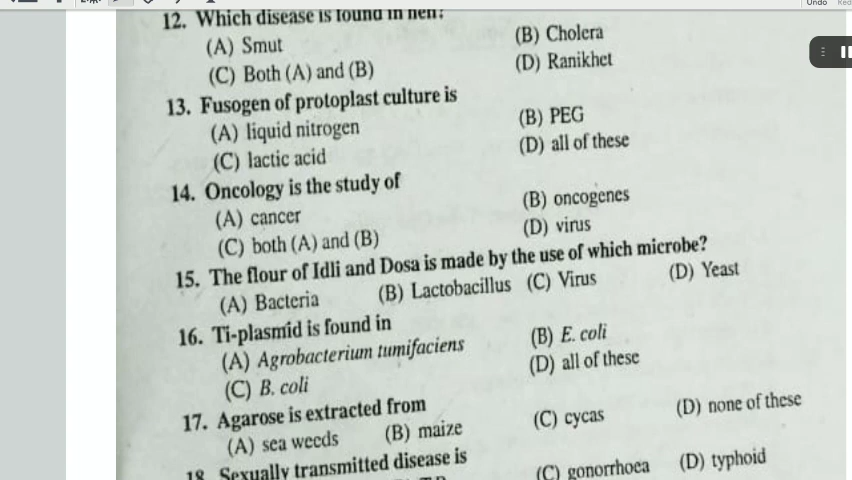 Undo Red
12. Which disease is found in hen?
(A) Smut (B) Cholera
(C) Both (A) and (B) (D) Ranikhet
13. Fusogen of protoplast culture is
(A) liquid nitrogen (B) PEG
(C) lactic acid (D) all of these
14. Oncology is the study of
(A) cancer (B) oncogenes
(C) both (A) and (B) (D) virus
15. The flour of Idli and Dosa is made by the use of which microbe?
(A) Bacteria (B) Lactobacillus (C) Virus (D) Yeast
16. Ti-plasmid is found in
(A) Agrobacterium tumifaciens (B) E. coli
(C) B. coli (D) all of these
17. Agarose is extracted from
(A) sea weeds (B) maize (C) cycas (D) none of these
18. Sexually transmitted disease is
(C) gonorrhoea (D) typhoid